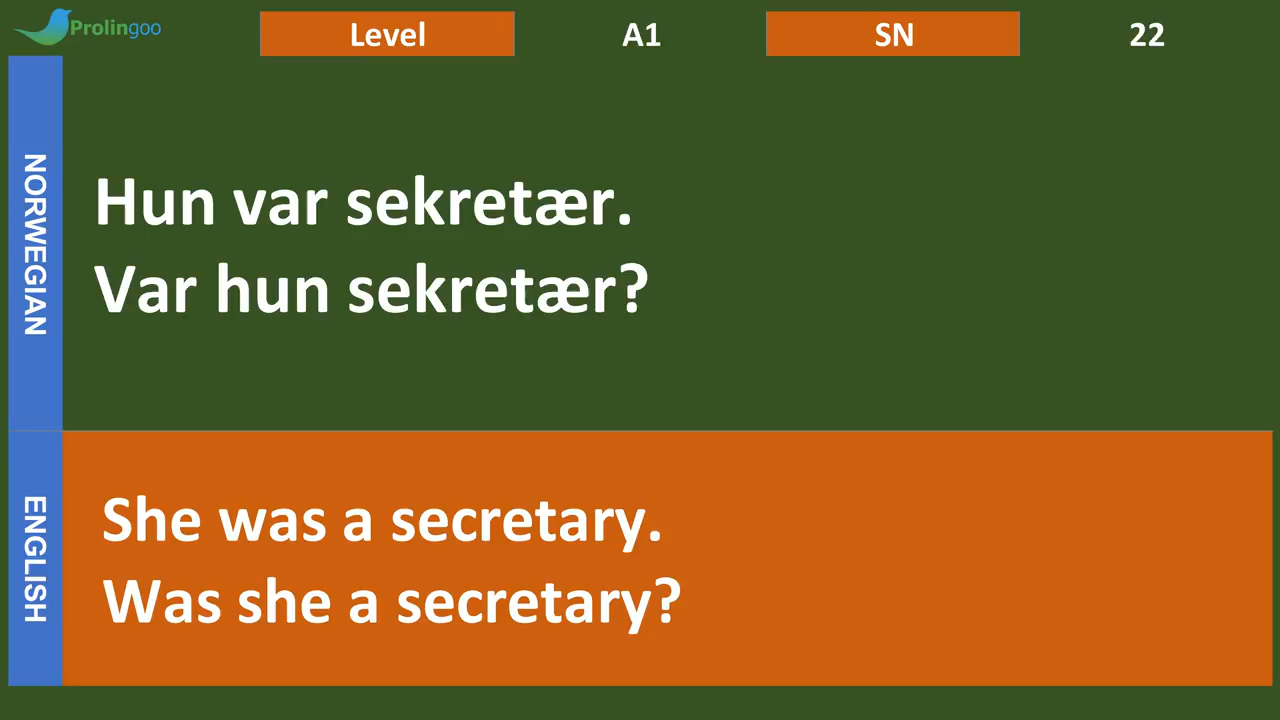 Prolingoo
Level A1 SN 22
NORWEGIAN
Hun var sekretær.
Var hun sekretær?
ENGLISH
She was a secretary.
Was she a secretary?